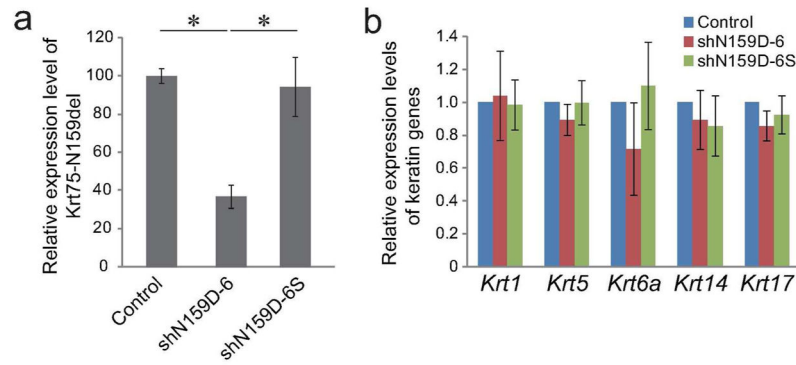 a
Relative expression level of
Krt75-N159del
120
100
80
60
40
20
0
* *
Control
shN159D-6
shN159D-6S
b
Relative expression levels
of keratin genes
1.4
1.2
1.0
0.8
0.6
0.4
0.2
0
Control
shN159D-6
shN159D-6S
Krt1 Krt5 Krt6a Krt14 Krt17